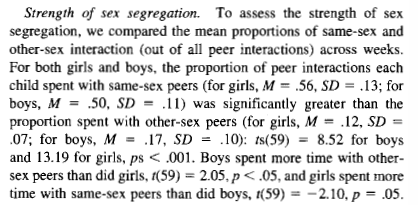 Strength of sex segregation. To assess the strength of sex
segregation, we compared the mean proportions of same-sex and
other-sex interaction (out of all peer interactions) across weeks.
For both girls and boys, the proportion of peer interactions each
child spent with same-sex peers (for girls, M = .56, SD = .13; for
boys, M = .50, SD = .11) was significantly greater than the
proportion spent with other-sex peers (for girls, M = .12, SD =
.07; for boys, M = .17, SD = .10): ts(59) = 8.52 for boys
and 13.19 for girls, ps < .001. Boys spent more time with other-
sex peers than did girls, t(59) = 2.05, p < .05, and girls spent more
time with same-sex peers than did boys, t(59) = −2.10, p = .05.